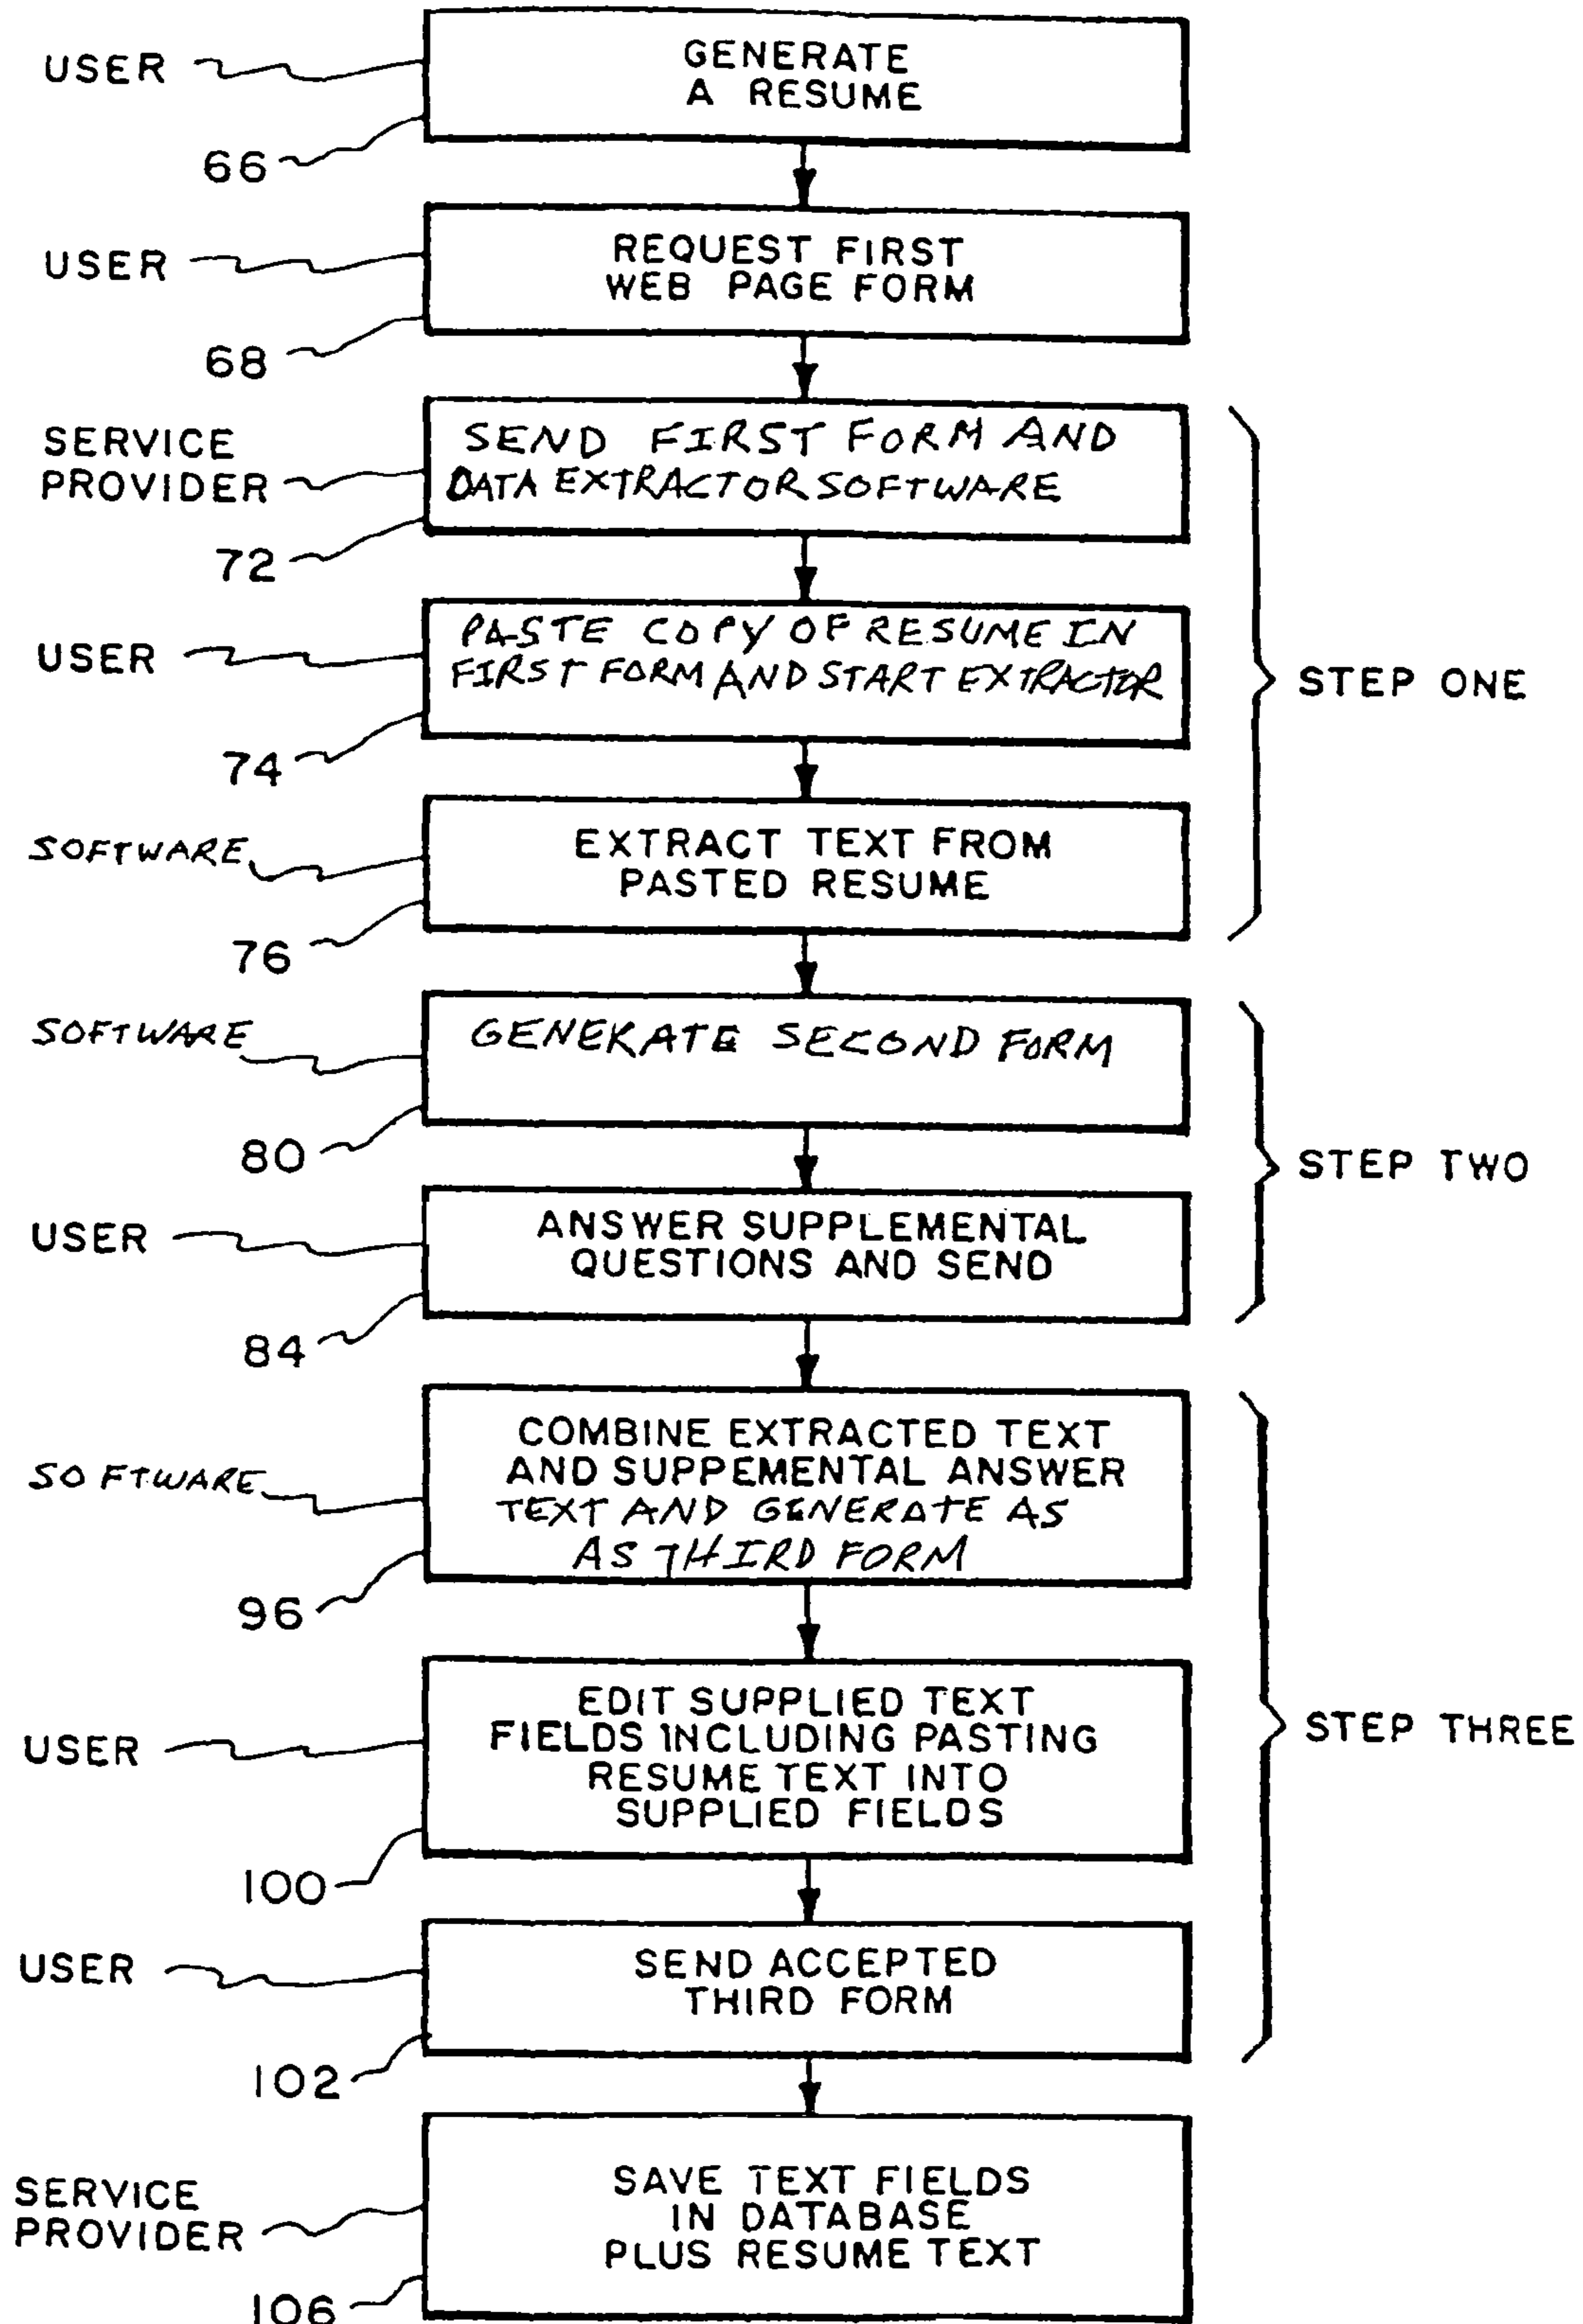 USER
GENERATE
A RESUME
66
USER
REQUEST FIRST
WEB PAGE FORM
68
SERVICE
PROVIDER
SEND FIRST FORM AND
DATA EXTRACTOR SOFTWARE
72
USER
PASTE COPY OF RESUME IN
FIRST FORM AND START EXTRACTOR
74
SOFTWARE
EXTRACT TEXT FROM
PASTED RESUME
76
STEP ONE
SOFTWARE
GENERATE SECOND FORM
80
USER
ANSWER SUPPLEMENTAL
QUESTIONS AND SEND
84
STEP TWO
SOFTWARE
COMBINE EXTRACTED TEXT
AND SUPPEMENTAL ANSWER
TEXT AND GENERATE AS
AS THIRD FORM
96
USER
EDIT SUPPLIED TEXT
FIELDS INCLUDING PASTING
RESUME TEXT INTO
SUPPLIED FIELDS
100
USER
SEND ACCEPTED
THIRD FORM
102
STEP THREE
SERVICE
PROVIDER
SAVE TEXT FIELDS
IN DATABASE
PLUS RESUME TEXT
106